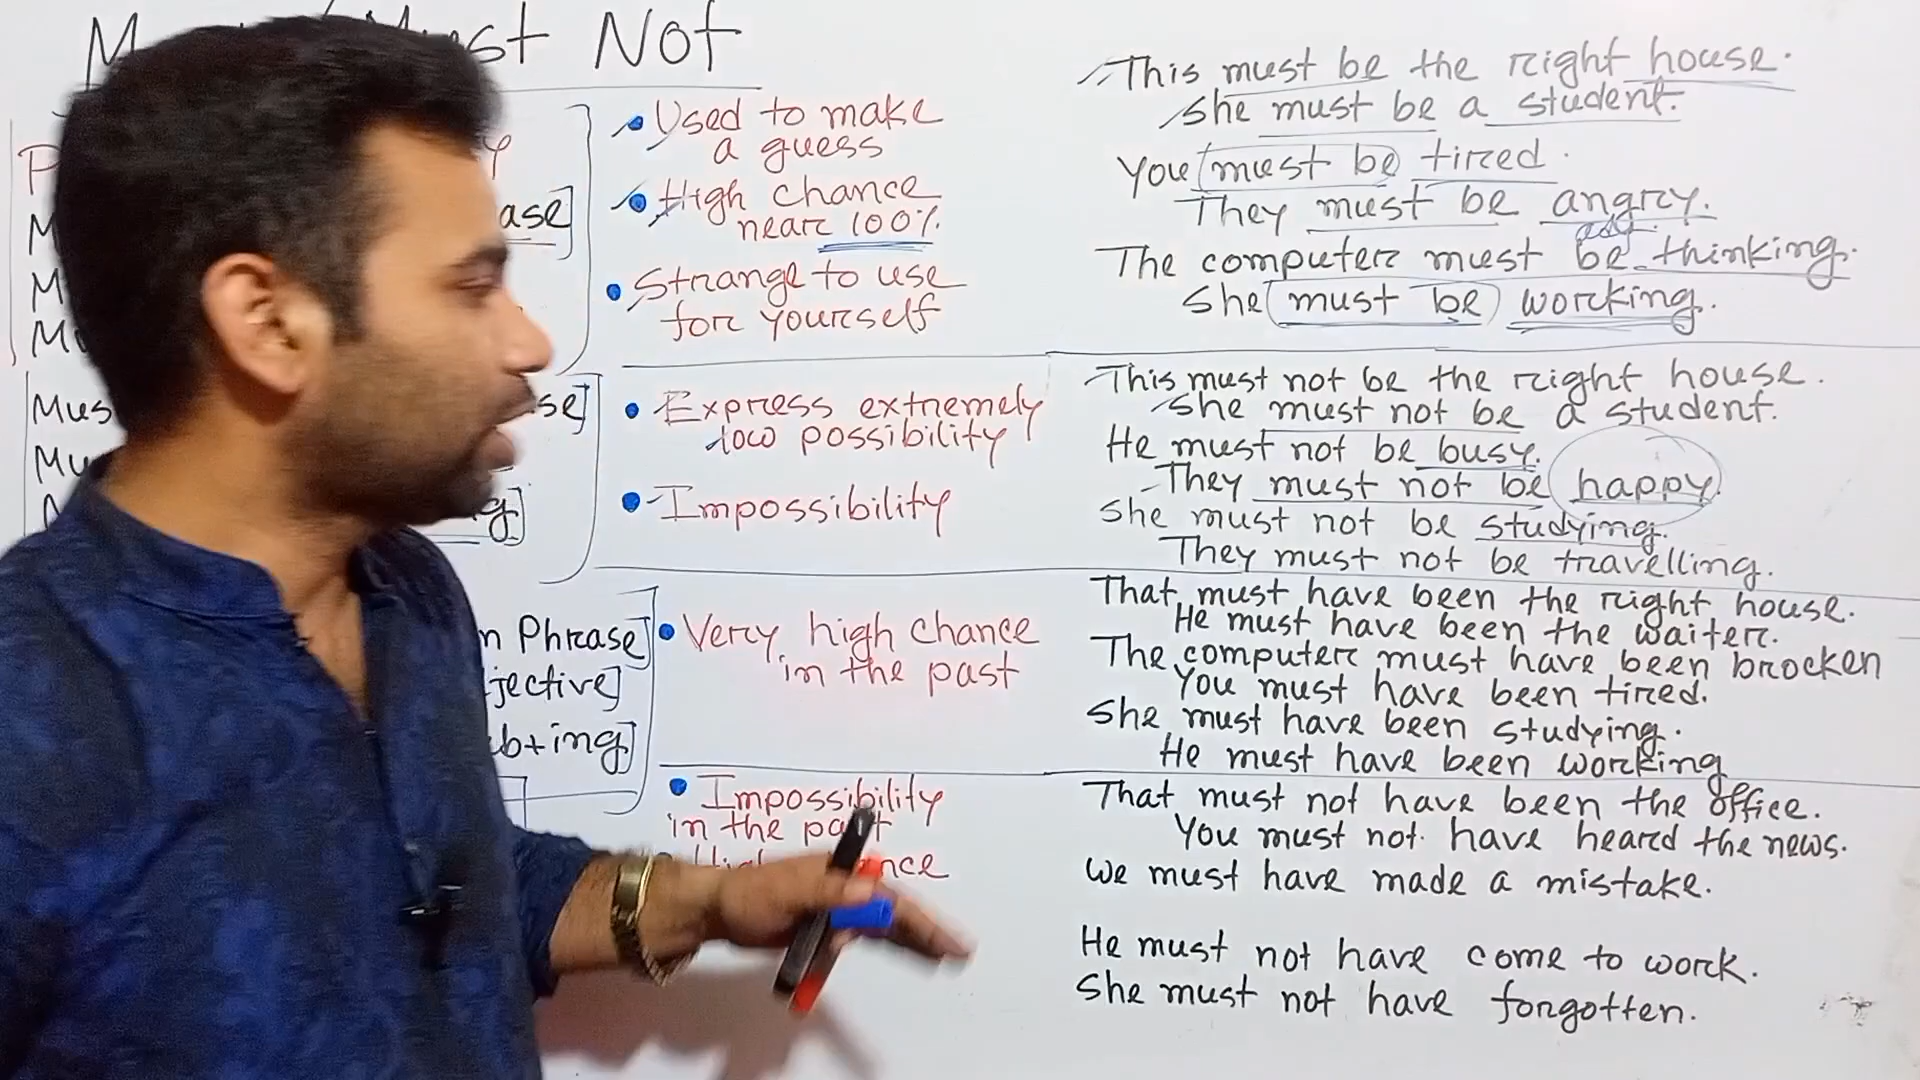 Not
ase]
se]
g]
n Phrase]
jective]
b+ing]
Used to make
a guess
High chance
near 100%.
Strange to use
for yourself
Express extremely
low possibility
Impossibility
Very high chance
in the past
Impossibility
in the past
This must be the right house.
She must be a student.
You must be tired.
They must be angry.
adj.
The computer must be thinking.
She must be working.
This must not be the right house.
She must not be a student.
He must not be busy.
They must not be happy.
She must not be studying.
They must not be travelling.
That must have been the right house.
He must have been the waiter.
The computer must have been brocken
You must have been tired.
She must have been studying.
He must have been working
That must not have been the office.
You must not have heard the news.
We must have made a mistake.
He must not have come to work.
She must not have forgotten.